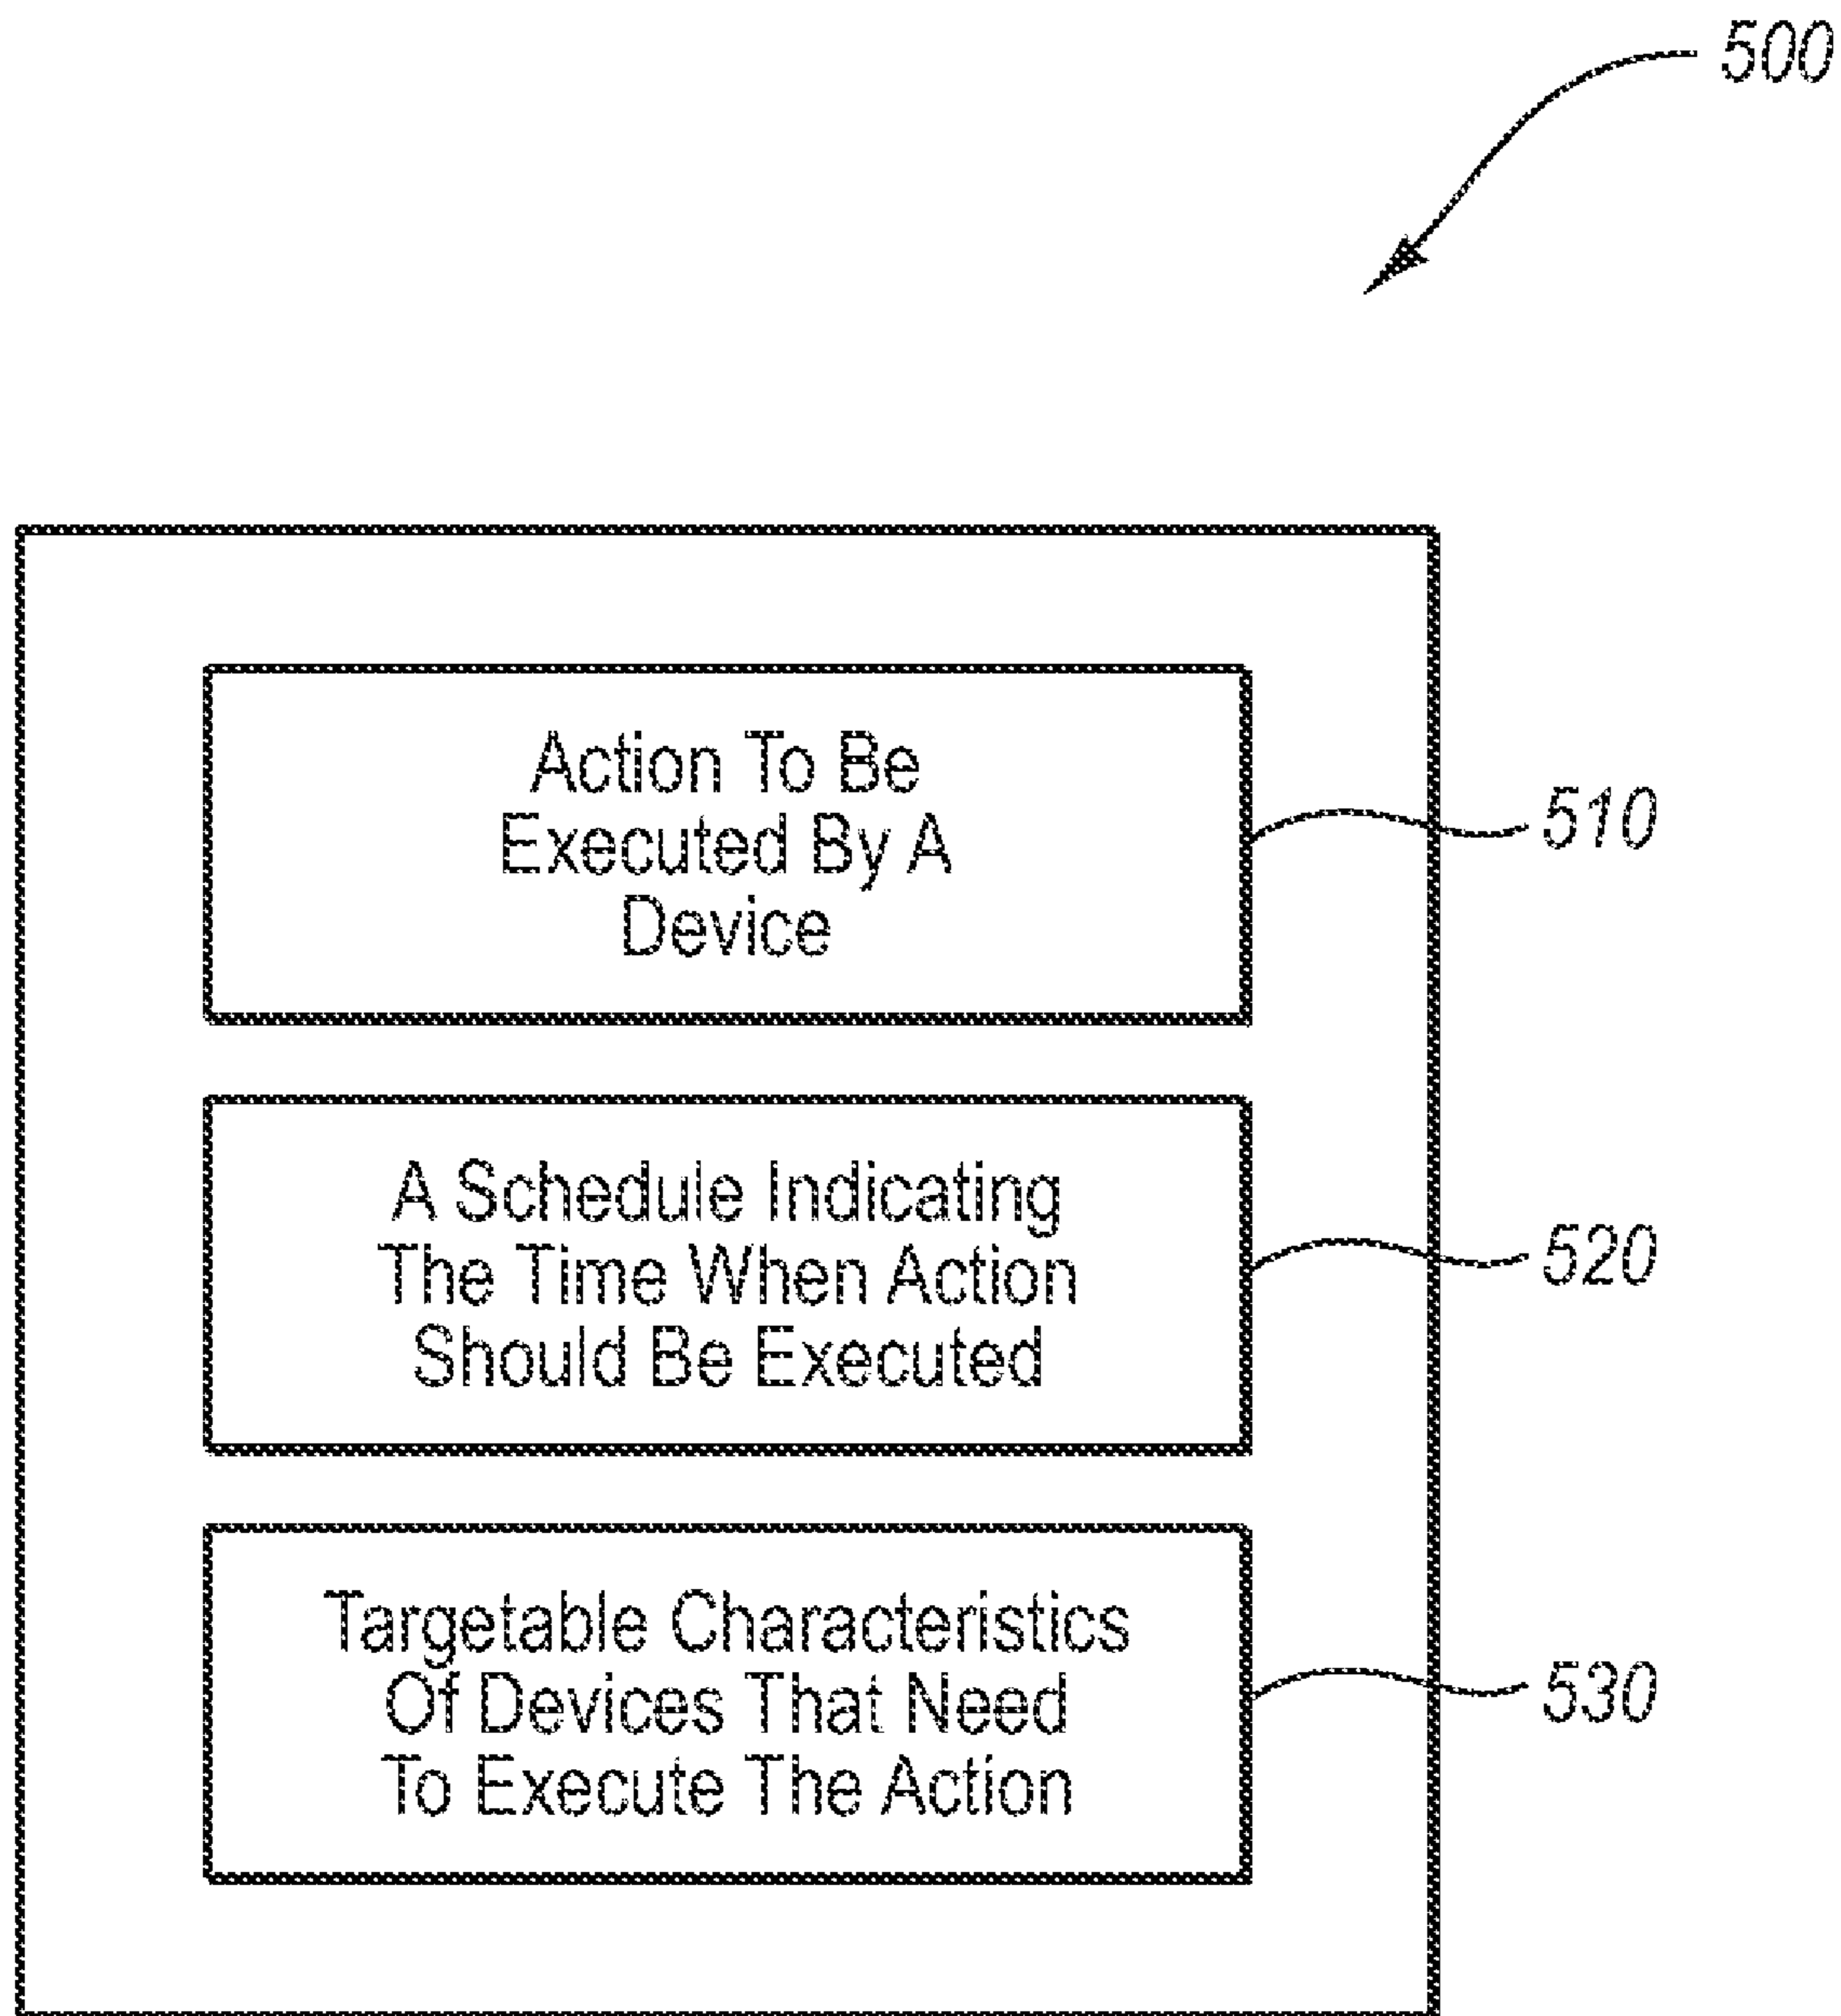 500
Action To Be
Executed By A
Device
510
A Schedule Indicating
The Time When Action
Should Be Executed
520
Targetable Characteristics
Of Devices That Need
To Execute The Action
530